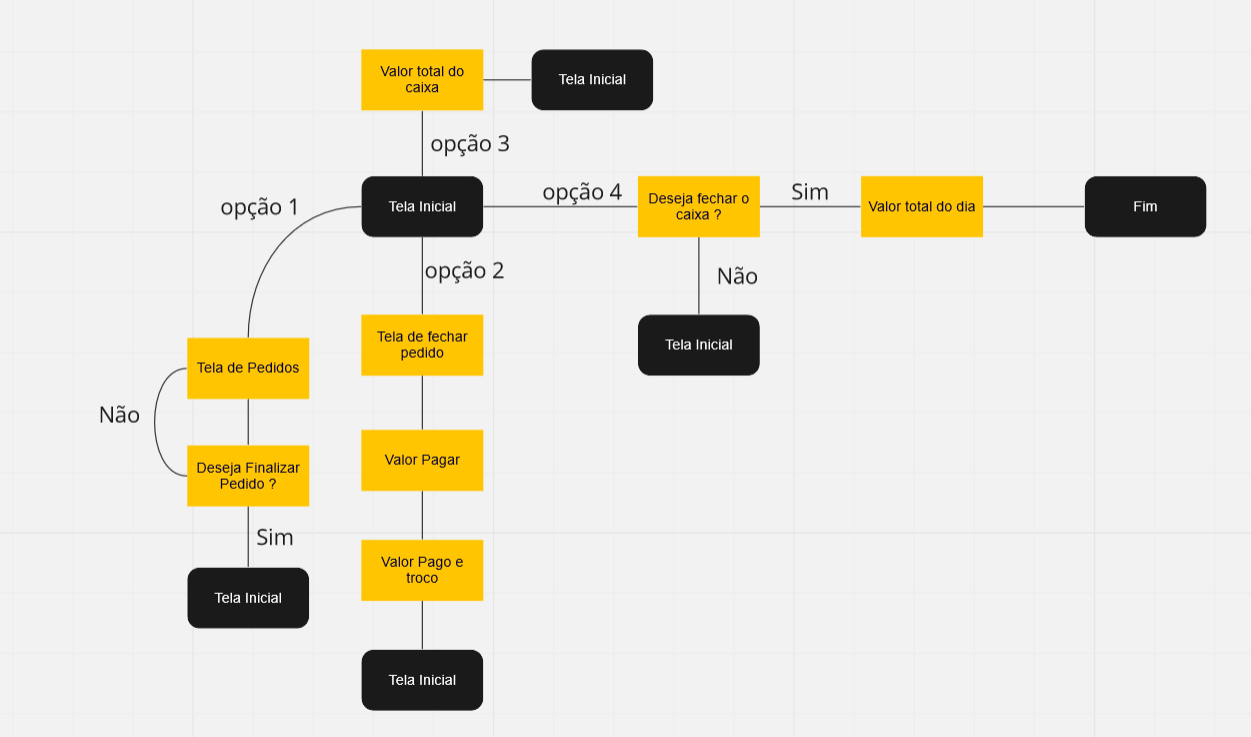 Valor total do
caixa
Tela Inicial
opção 3
opção 1
Tela Inicial
opção 4
Deseja fechar o
caixa ?
Sim
Valor total do dia
Fim
opção 2
Não
Tela de fechar
pedido
Tela Inicial
Tela de Pedidos
Não
Valor Pagar
Deseja Finalizar
Pedido ?
Sim
Valor Pago e
troco
Tela Inicial
Tela Inicial